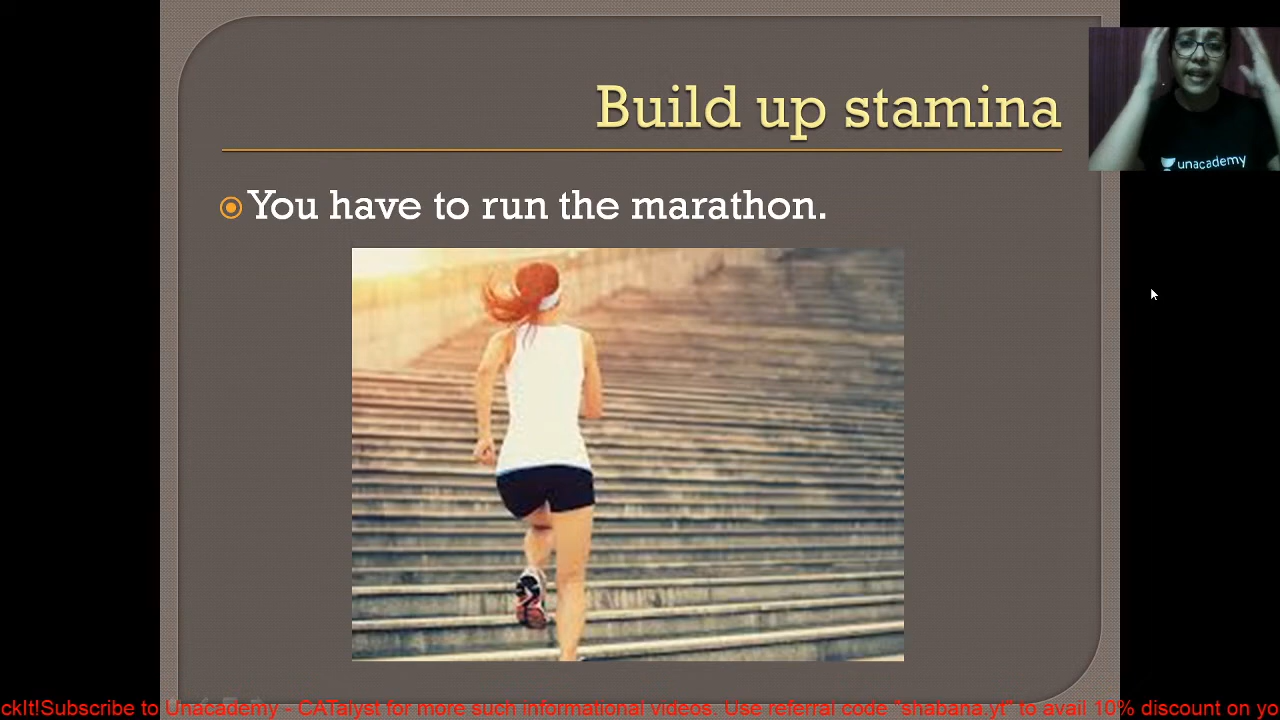 Build up stamina
unacademy
You have to run the marathon.
ckIt!Subscribe to Unacademy - CATalyst for more such informational videos. Use referral code "shabana.yt" to avail 10% discount on yo